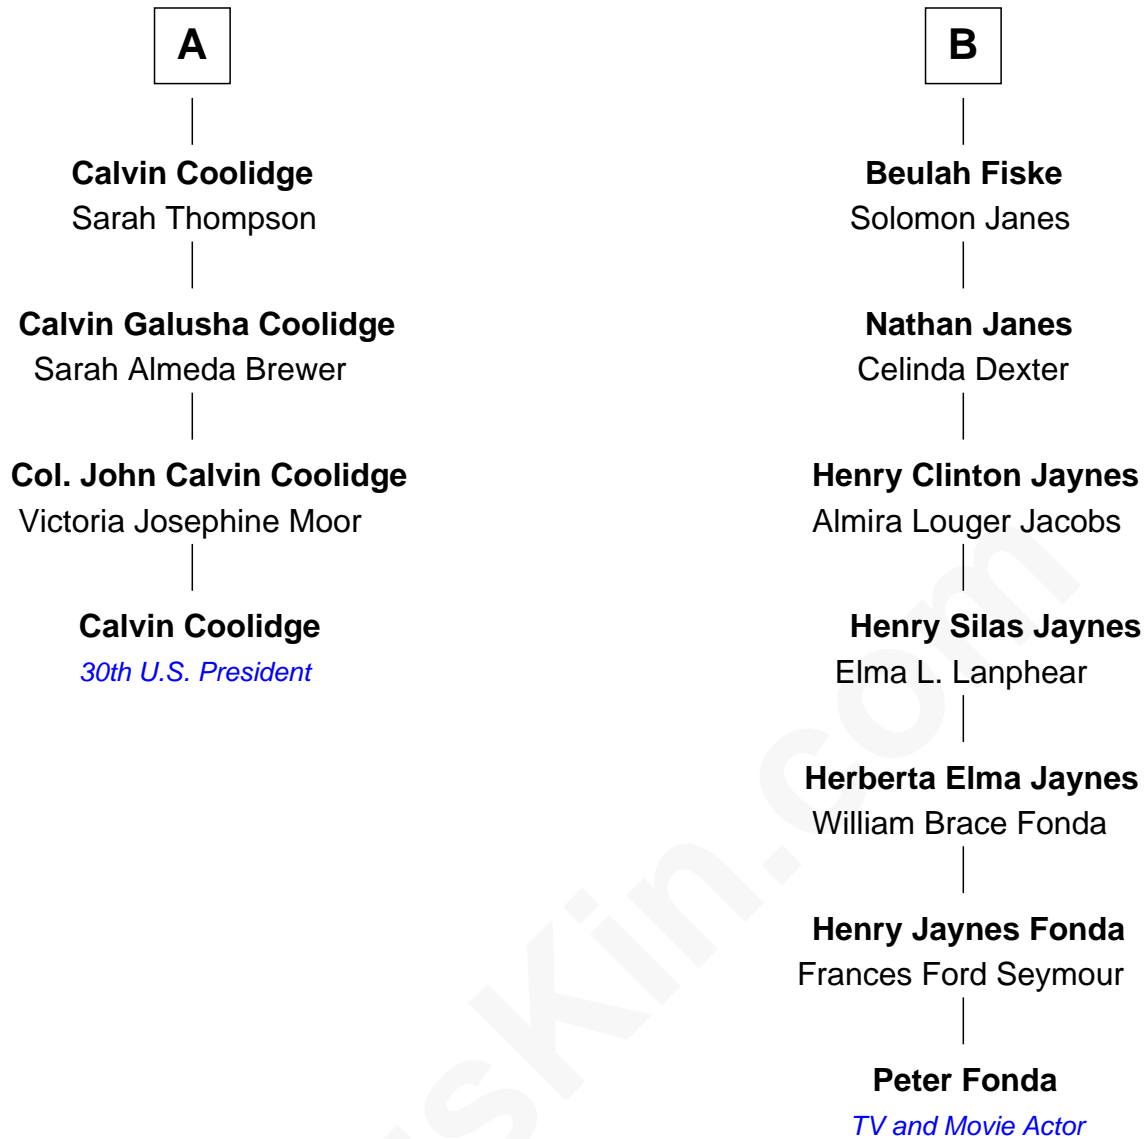 A
Calvin Coolidge
Sarah Thompson
Calvin Galusha Coolidge
Sarah Almeda Brewer
Col. John Calvin Coolidge
Victoria Josephine Moor
Calvin Coolidge
30th U.S. President
B
Beulah Fiske
Solomon Janes
Nathan Janes
Celinda Dexter
Henry Clinton Jaynes
Almira Louger Jacobs
Henry Silas Jaynes
Elma L. Lanphear
Herberta Elma Jaynes
William Brace Fonda
Henry Jaynes Fonda
Frances Ford Seymour
Peter Fonda
TV and Movie Actor
sKin.com